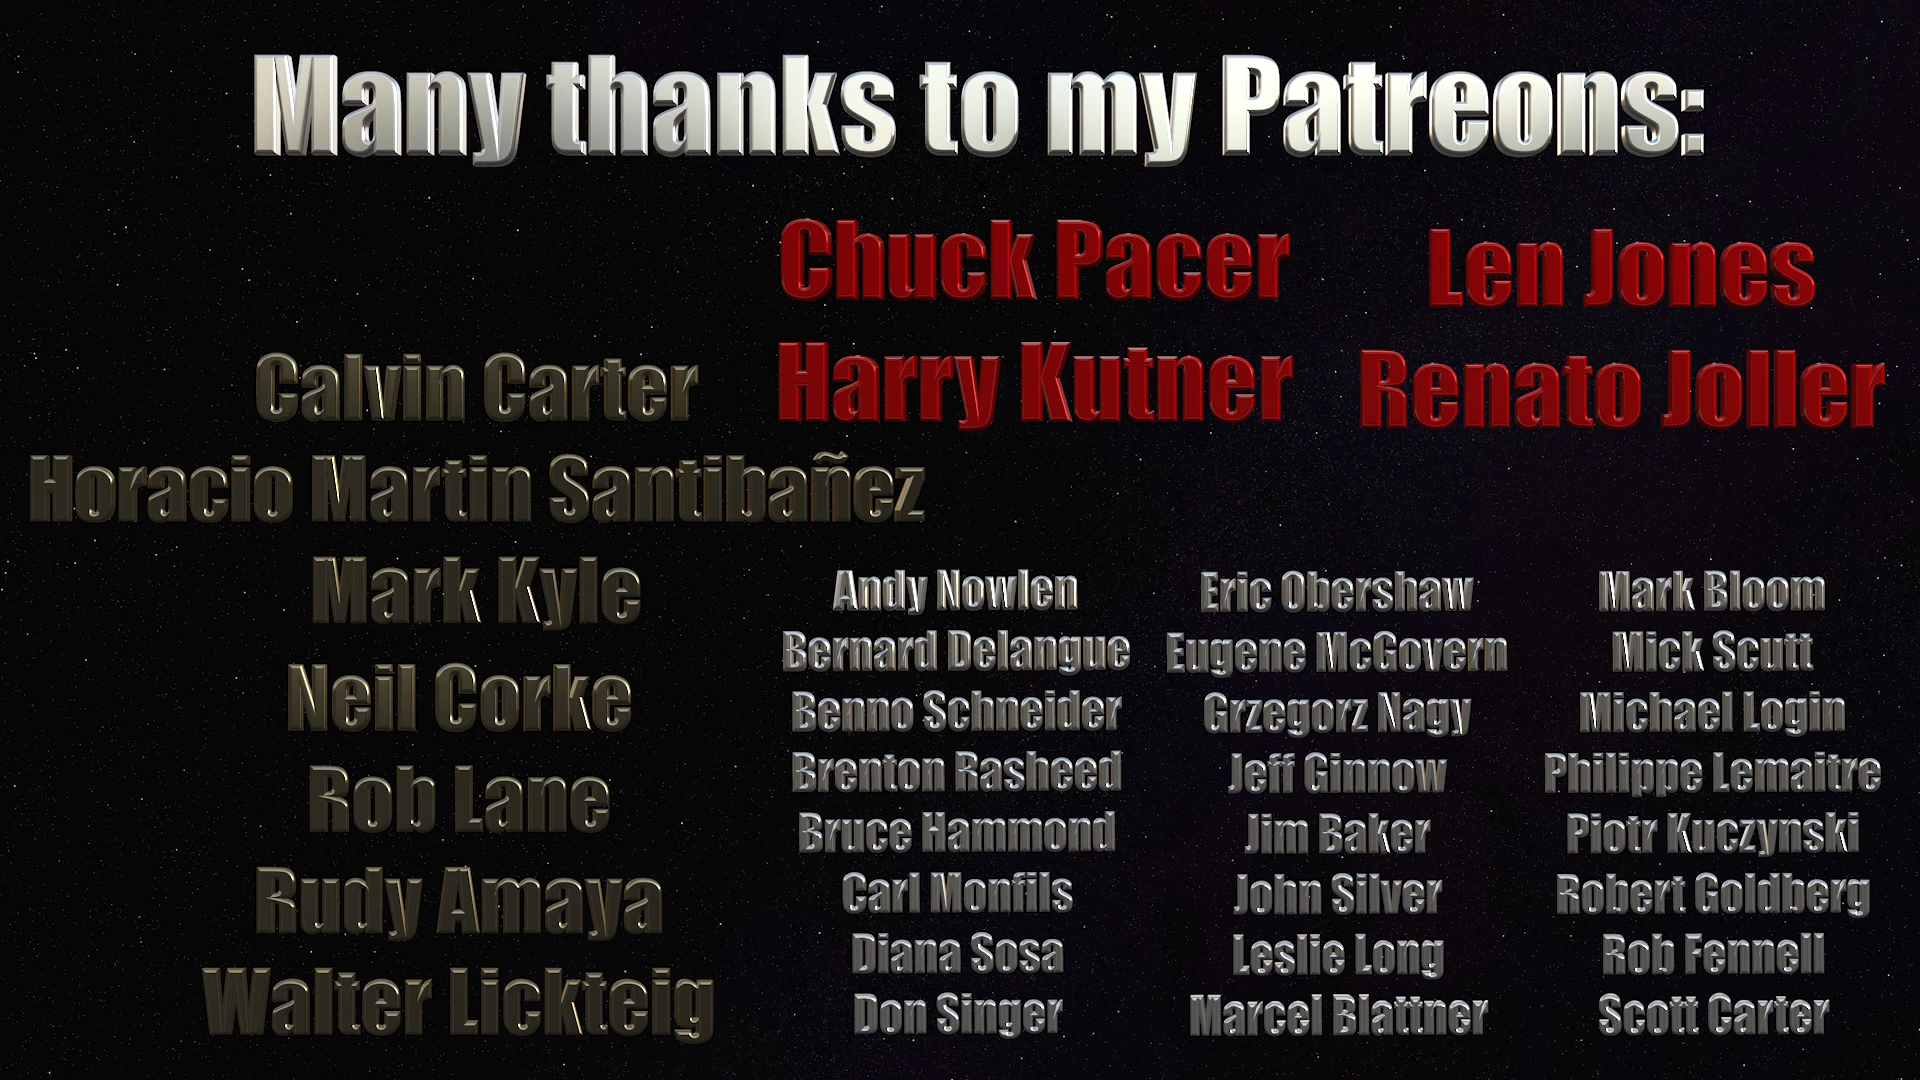 Many thanks to my Patreons:
Chuck Pacer
Len Jones
Harry Kutner
Renato Joller
Calvin Carter
Horacio Martin Santibañez
Mark Kyle
Neil Corke
Rob Lane
Rudy Amaya
Walter Lickteig
Andy Nowlen
Bernard Delangue
Benno Schneider
Brenton Rasheed
Bruce Hammond
Carl Monfils
Diana Sosa
Don Singer
Eric Obershaw
Eugene McGovern
Grzegorz Nagy
Jeff Ginnow
Jim Baker
John Silver
Leslie Long
Marcel Blattner
Mark Bloom
Mick Scutt
Michael Login
Philippe Lemaitre
Piotr Kuczynski
Robert Goldberg
Rob Fennell
Scott Carter